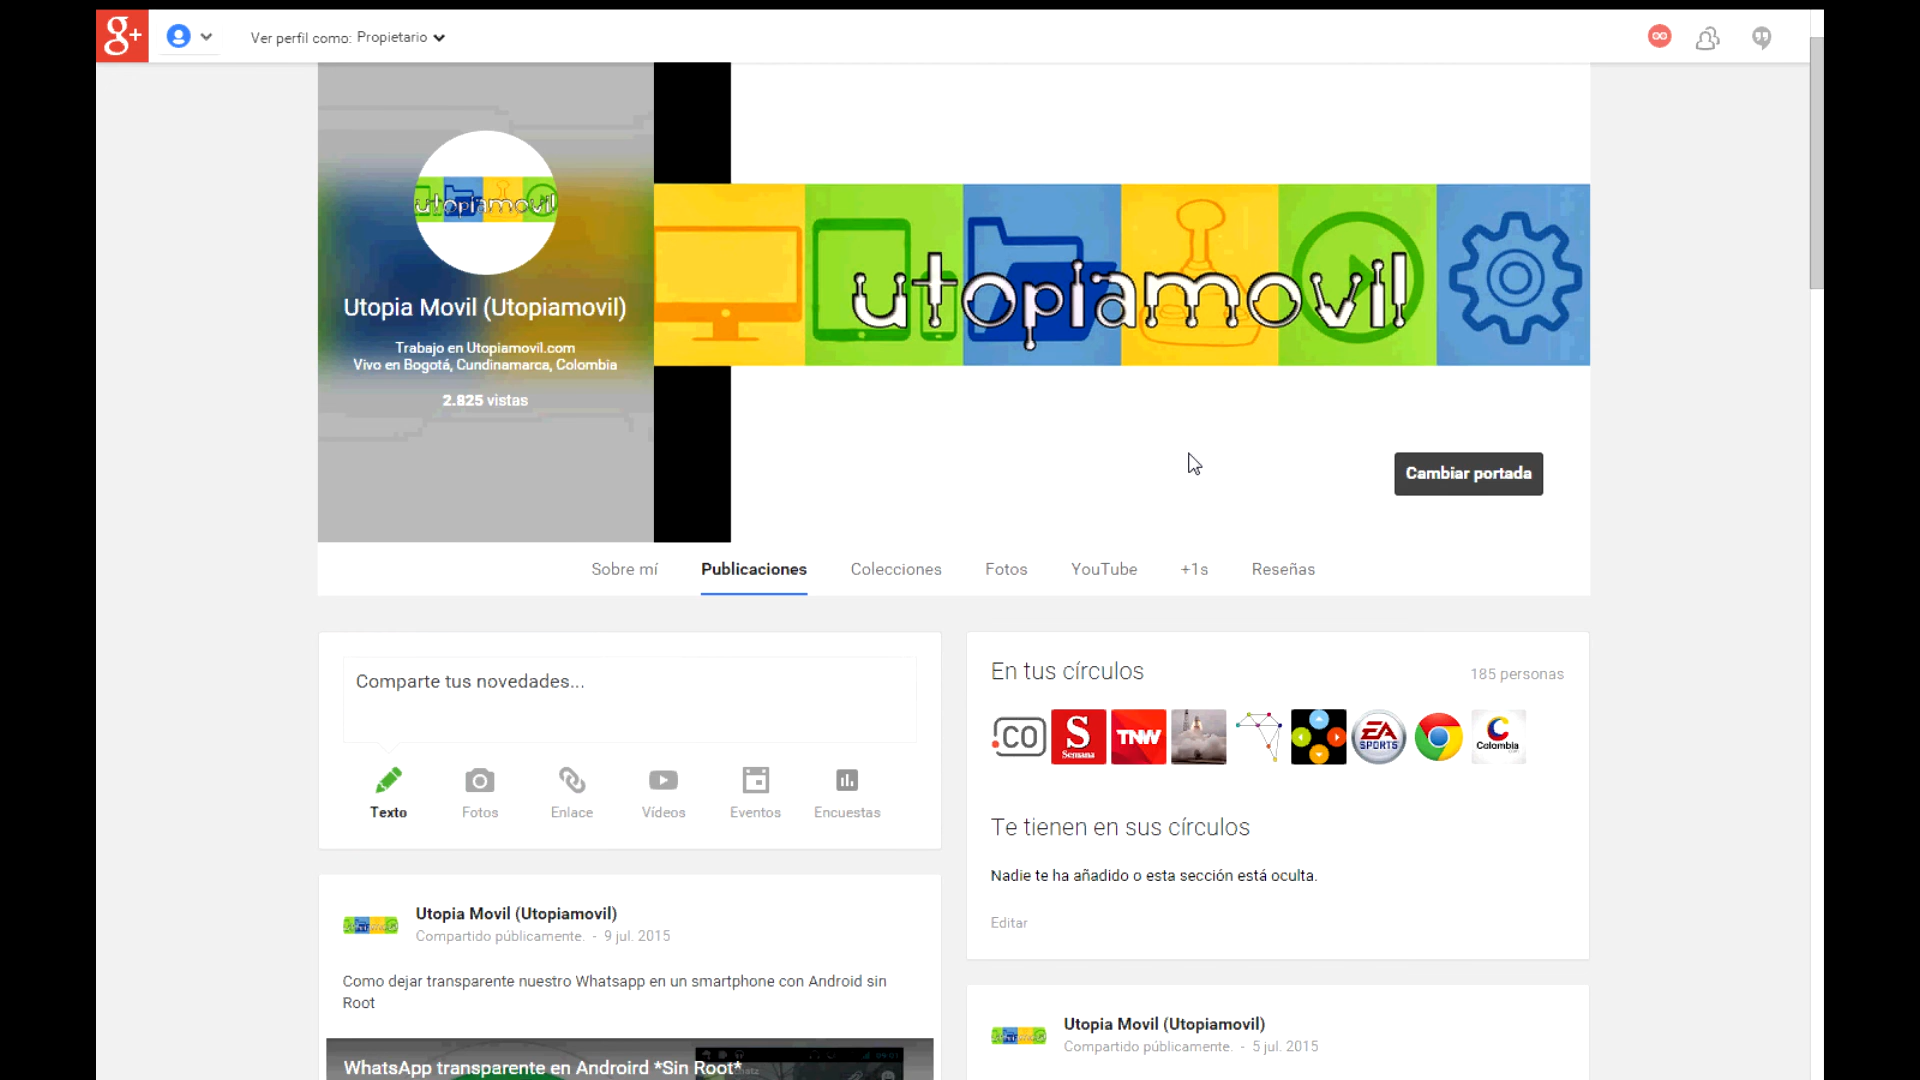 g+
Ver perfil como: Propietario
utopiamovil
utopiamovil
Utopia Movil (Utopiamovil)
Trabajo en Utopiamovil.com
Vivo en Bogotá, Cundinamarca, Colombia
2.825 vistas
Cambiar portada
Sobre mí
Publicaciones
Colecciones
Fotos
YouTube
+1s
Reseñas
Comparte tus novedades...
Texto
Fotos
Enlace
Vídeos
Eventos
Encuestas
En tus círculos
185 personas
.CO
S
Semana
TNW
EA
SPORTS
C
Colombia
Te tienen en sus círculos
Nadie te ha añadido o esta sección está oculta.
Editar
Utopia Movil (Utopiamovil)
Compartido públicamente. - 9 jul. 2015
Como dejar transparente nuestro Whatsapp en un smartphone con Android sin
Root
WhatsApp transparente en Androird *Sin Root*
Utopia Movil (Utopiamovil)
Compartido públicamente. - 5 jul. 2015